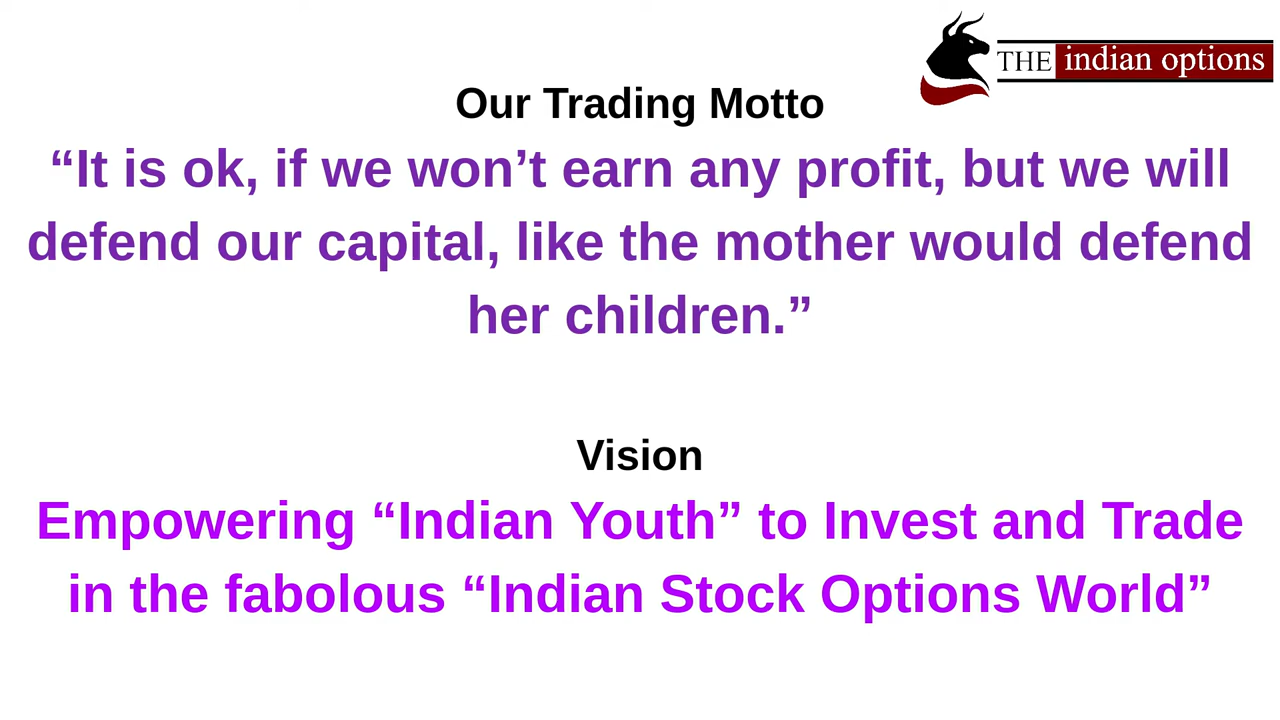 THE indian options
Our Trading Motto
“It is ok, if we won’t earn any profit, but we will
defend our capital, like the mother would defend
her children.”
Vision
Empowering “Indian Youth” to Invest and Trade
in the fabolous “Indian Stock Options World”